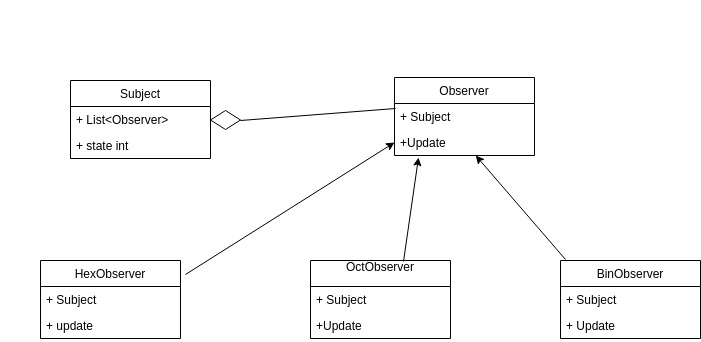 Subject
+ List<Observer>
+ state int
Observer
+ Subject
+Update
HexObserver
+ Subject
+ update
OctObserver
+ Subject
+Update
BinObserver
+ Subject
+ Update